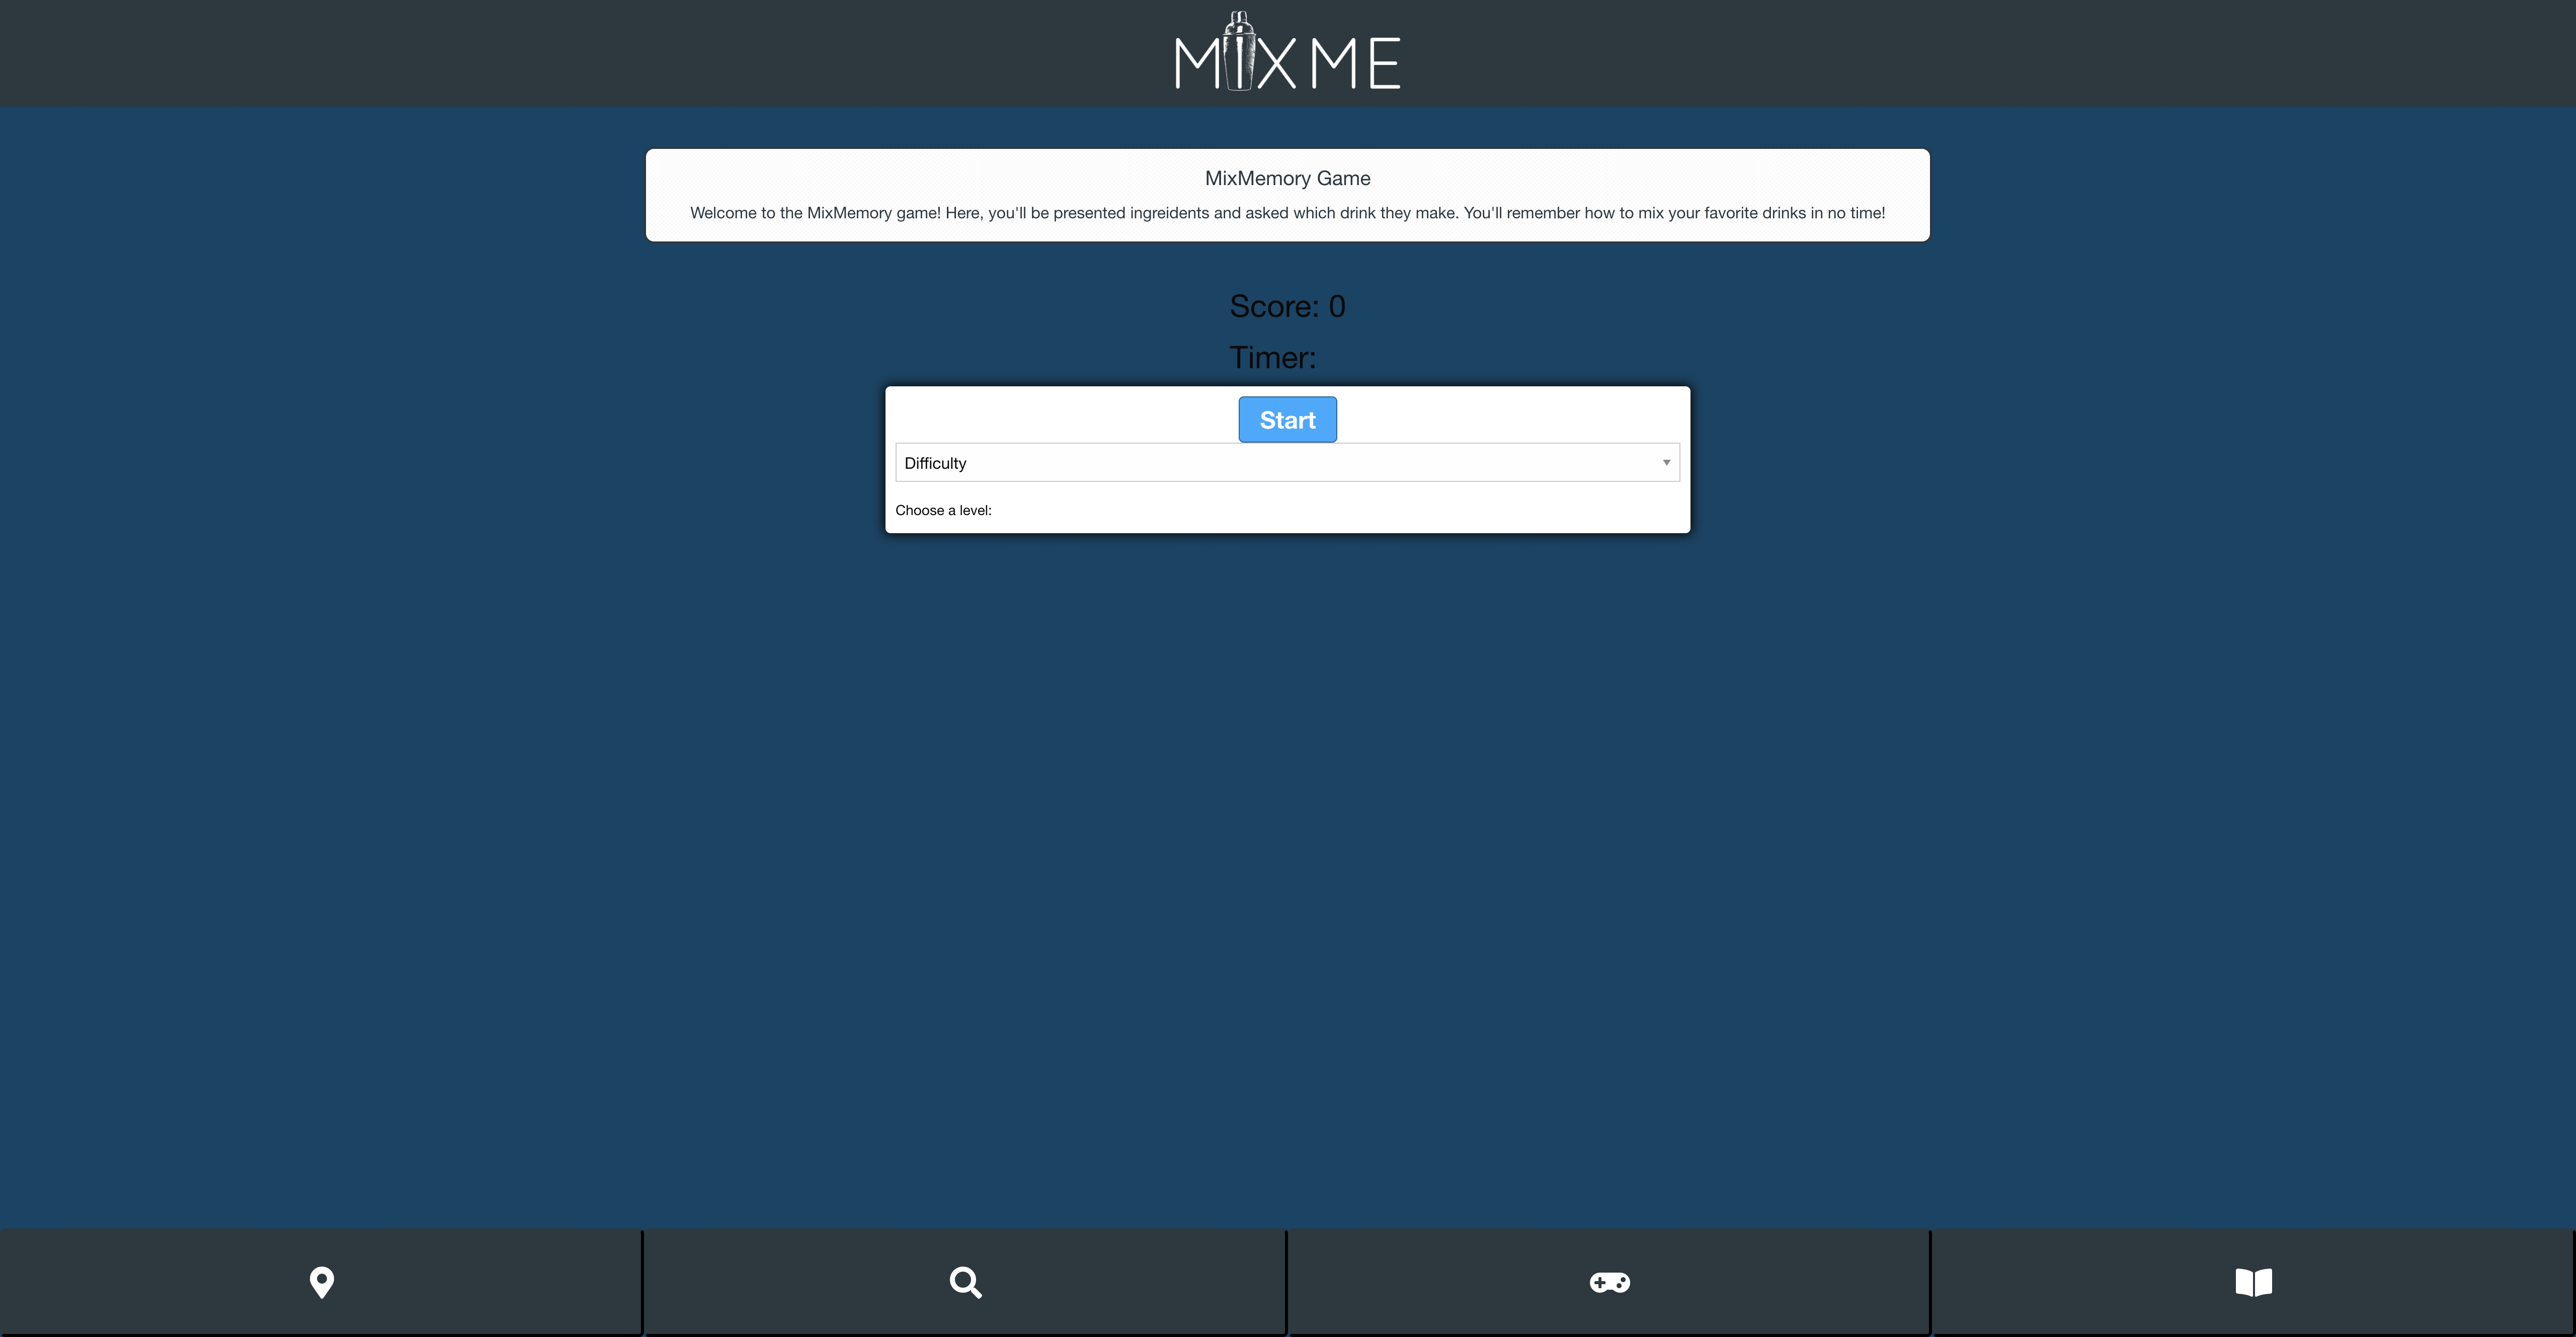 MIXME
MixMemory Game
Welcome to the MixMemory game! Here, you'll be presented ingreidents and asked which drink they make. You'll remember how to mix your favorite drinks in no time!
Score: 0
Timer:
Start
Difficulty
Choose a level: